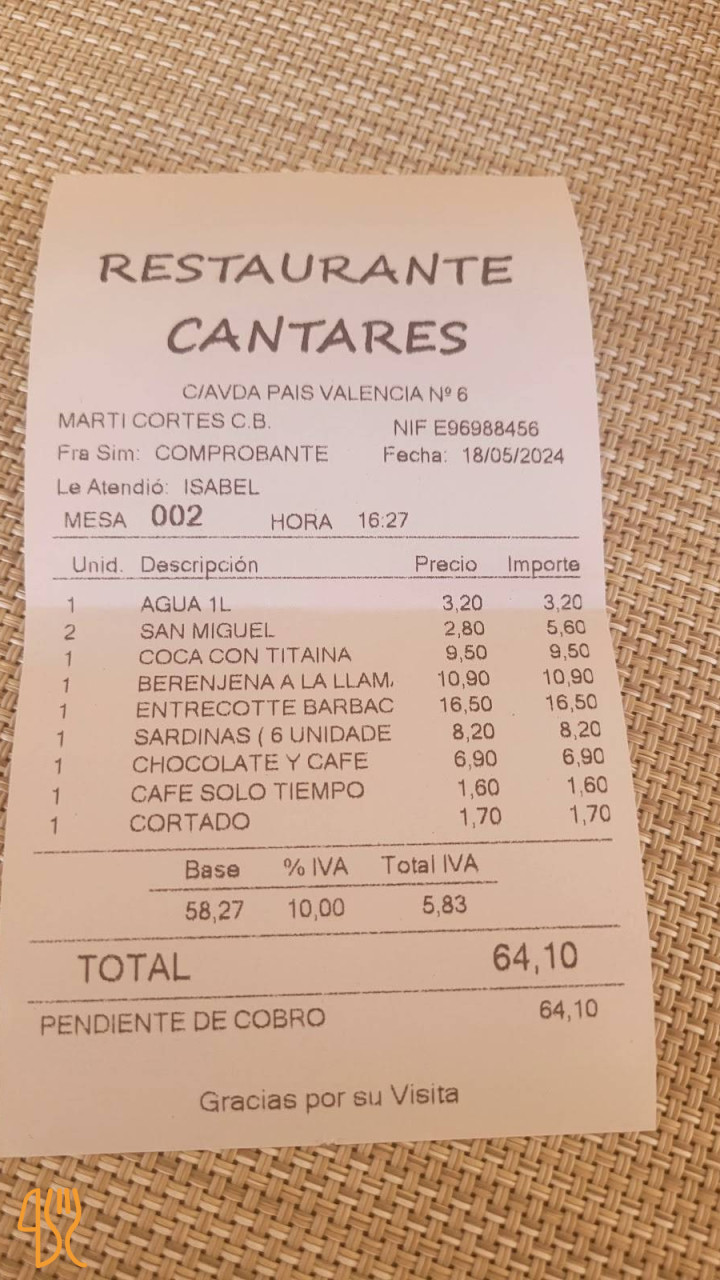 RESTAURANTE
CANTARES
C/AVDA PAIS VALENCIA Nº 6
MARTI CORTES C.B. NIF E96988456
Fra Sim: COMPROBANTE Fecha: 18/05/2024
Le Atendió: ISABEL
MESA 002 HORA 16:27
Unid. Descripción Precio Importe
1 AGUA 1L 3,20 3,20
2 SAN MIGUEL 2,80 5,60
1 COCA CON TITAINA 9,50 9,50
1 BERENJENA A LA LLAM 10,90 10,90
1 ENTRECOTTE BARBAC 16,50 16,50
1 SARDINAS ( 6 UNIDADE 8,20 8,20
1 CHOCOLATE Y CAFE 6,90 6,90
1 CAFE SOLO TIEMPO 1,60 1,60
1 CORTADO 1,70 1,70
Base % IVA Total IVA
58,27 10,00 5,83
TOTAL 64,10
PENDIENTE DE COBRO 64,10
Gracias por su Visita